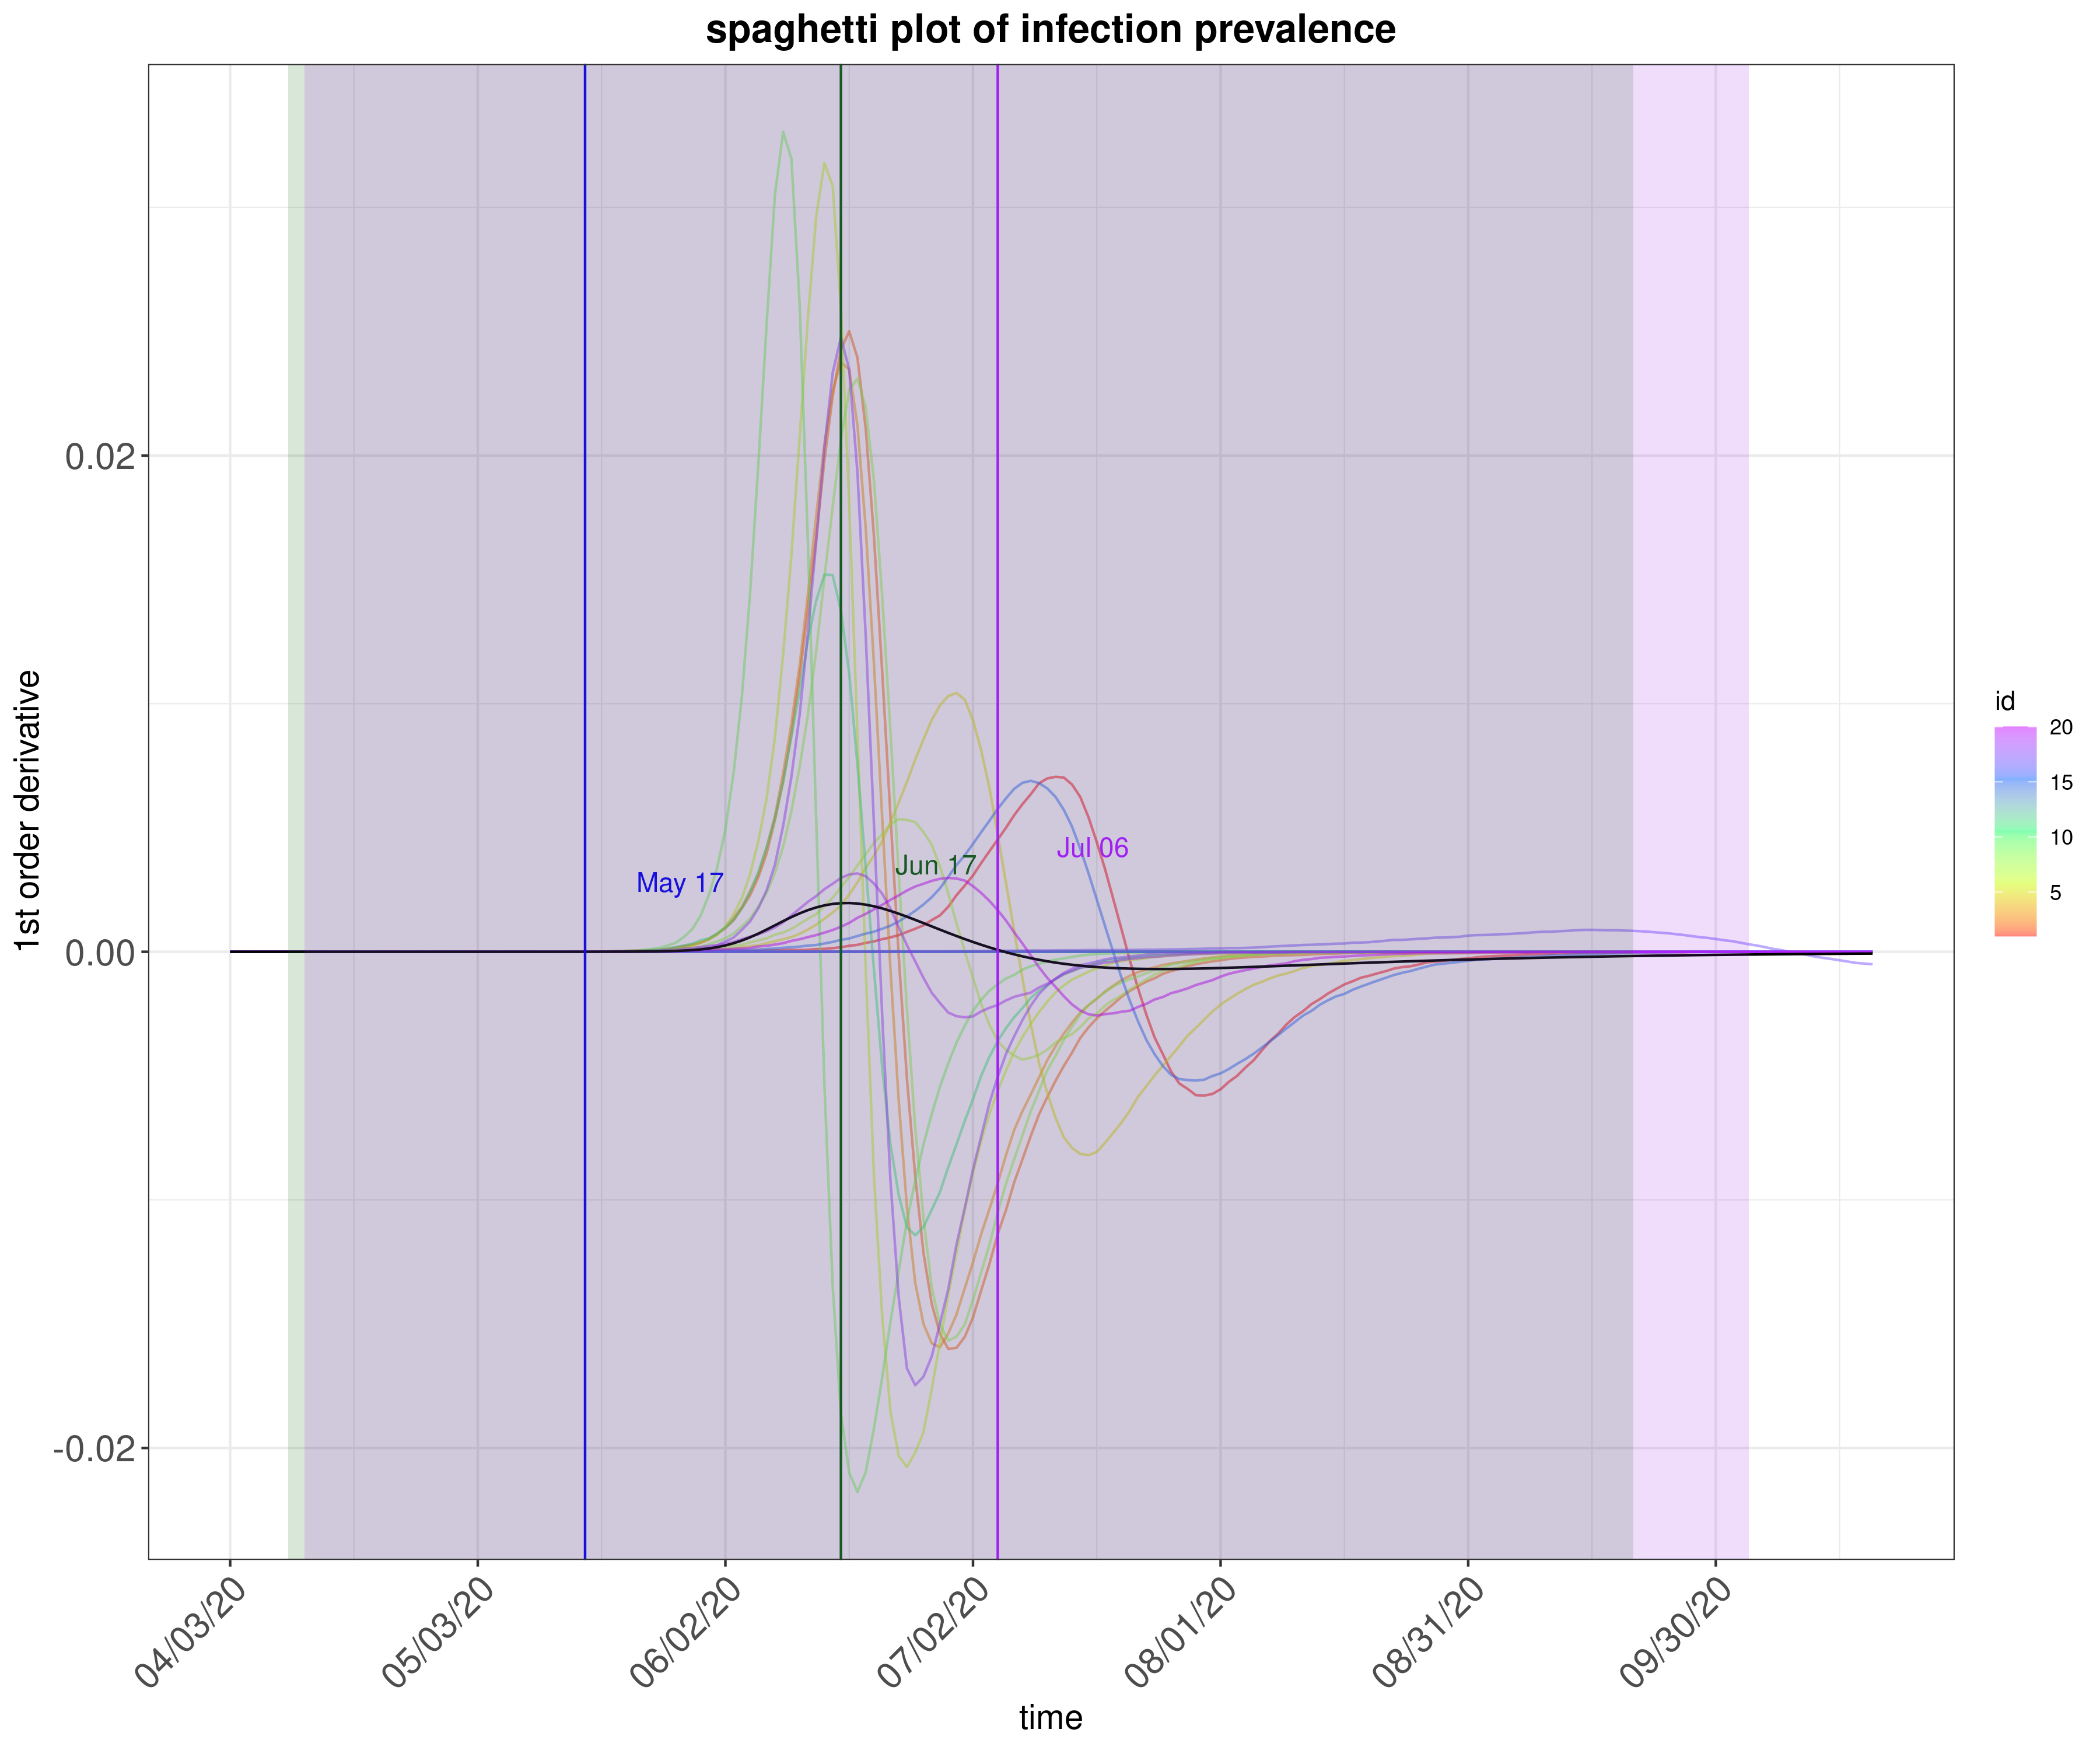 spaghetti plot of infection prevalence
1st order derivative
0.02
0.00
-0.02
May 17
Jun 17
Jul 06
id
20
15
10
5
04/03/20
05/03/20
06/02/20
07/02/20
08/01/20
08/31/20
09/30/20
time